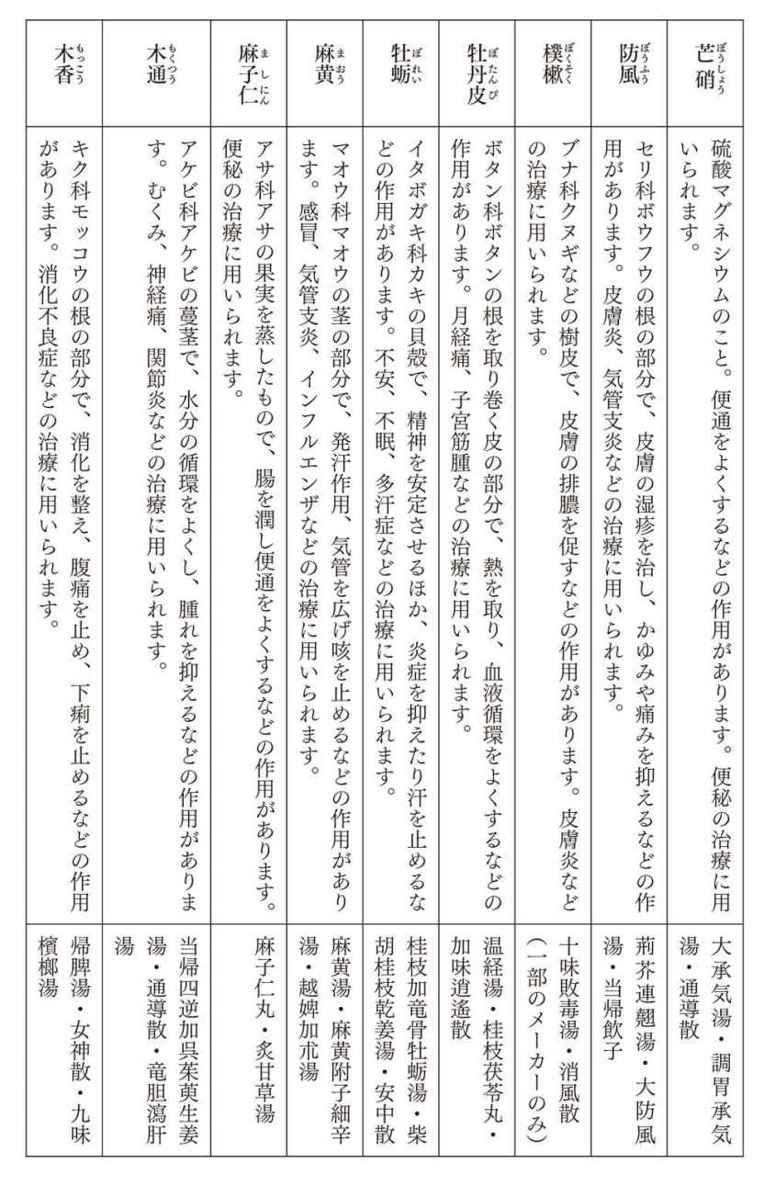 芒硝
ぼうしょう
硫酸マグネシウムのこと。便通をよくするなどの作用があります。便秘の治療に用
いられます。
大承気湯・調胃承気
湯・通導散
防風
ぼうふう
セリ科ボウフウの根の部分で、皮膚の湿疹を治し、かゆみや痛みを抑えるなどの作
用があります。皮膚炎、気管支炎などの治療に用いられます。
荊芥連翹湯・大防風
湯・当帰飲子
樸樕
ぼくそく
ブナ科クヌギなどの樹皮で、皮膚の排膿を促すなどの作用があります。皮膚炎など
の治療に用いられます。
十味敗毒湯・消風散
(一部のメーカーのみ)
牡丹皮
ぼたんぴ
ボタン科ボタンの根を取り巻く皮の部分で、熱を取り、血液循環をよくするなどの
作用があります。月経痛、子宮筋腫などの治療に用いられます。
温経湯・桂枝茯苓丸・
加味逍遙散
牡蛎
ぼれい
イタボガキ科カキの貝殻で、精神を安定させるほか、炎症を抑えたり汗を止めるな
どの作用があります。不安、不眠、多汗症などの治療に用いられます。
桂枝加竜骨牡蛎湯・柴
胡桂枝乾姜湯・安中散
麻黄
まおう
マオウ科マオウの茎の部分で、発汗作用、気管を広げ咳を止めるなどの作用があり
ます。感冒、気管支炎、インフルエンザなどの治療に用いられます。
麻黄湯・麻黄附子細辛
湯・越婢加朮湯
麻子仁
ましにん
アサ科アサの果実を蒸したもので、腸を潤し便通をよくするなどの作用があります。
便秘の治療に用いられます。
麻子仁丸・炙甘草湯
木通
もくつう
アケビ科アケビの蔓茎で、水分の循環をよくし、腫れを抑えるなどの作用がありま
す。むくみ、神経痛、関節炎などの治療に用いられます。
当帰四逆加呉茱萸生姜
湯・通導散・竜胆瀉肝
湯
木香
もっこう
キク科モッコウの根の部分で、消化を整え、腹痛を止め、下痢を止めるなどの作用
があります。消化不良症などの治療に用いられます。
帰脾湯・女神散・九味
檳榔湯